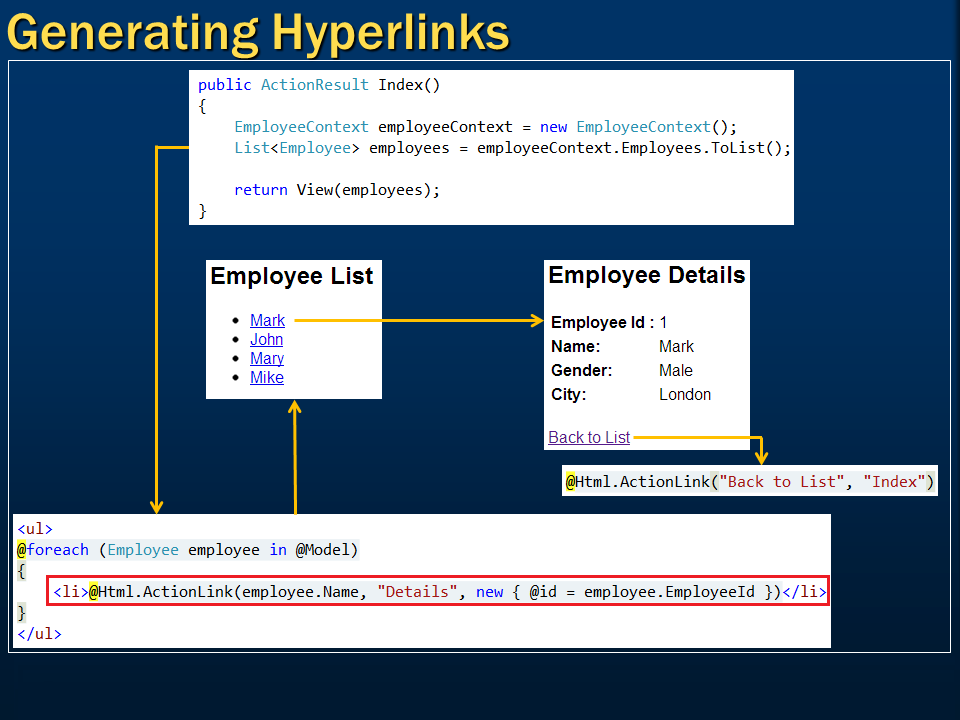 Generating Hyperlinks
public ActionResult Index()
{
    EmployeeContext employeeContext = new EmployeeContext();
    List<Employee> employees = employeeContext.Employees.ToList();
    return View(employees);
}
Employee List
Mark
John
Mary
Mike
Employee Details
Employee Id : 1
Name: Mark
Gender: Male
City: London
Back to List
@Html.ActionLink("Back to List", "Index")
<ul>
@foreach (Employee employee in @Model)
{
    <li>@Html.ActionLink(employee.Name, "Details", new { @id = employee.EmployeeId })</li>
}
</ul>